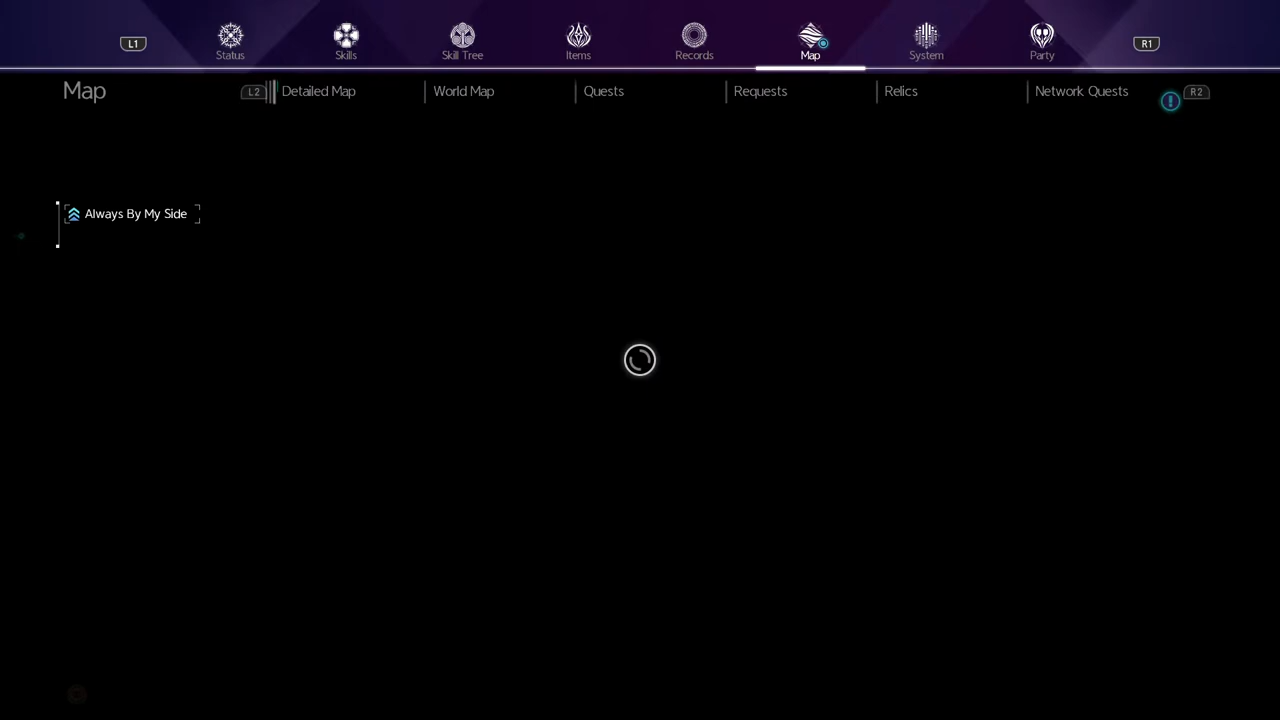 L1
Status
Skills
Skill Tree
Items
Records
Map
System
Party
R1
Map
L2
Detailed Map
World Map
Quests
Requests
Relics
Network Quests
R2
Always By My Side